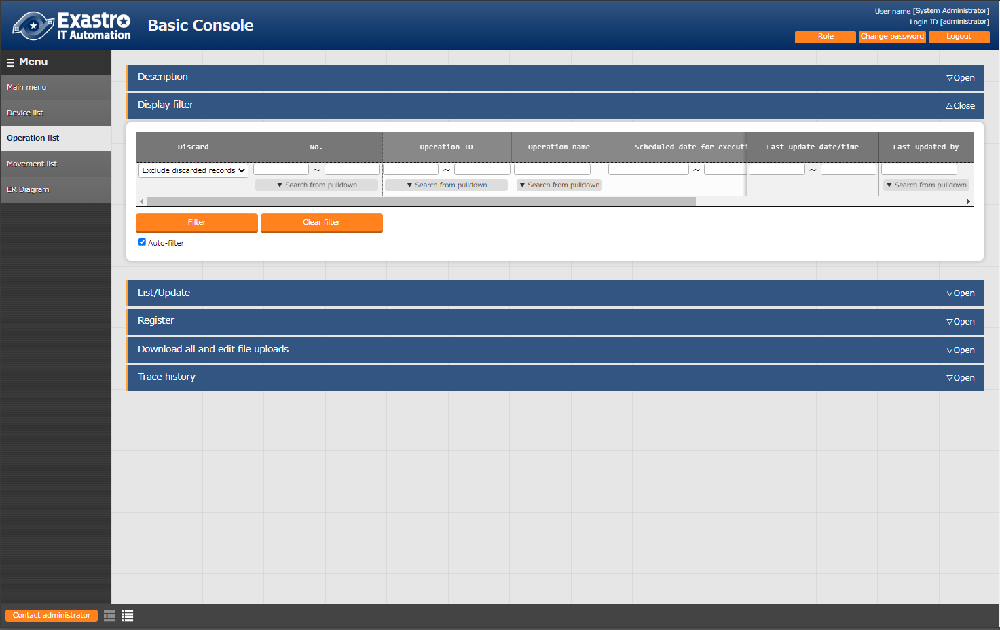 Exastro
IT Automation
Basic Console
User name [System Administrator]
Login ID [administrator]
Role
Change password
Logout
Menu
Main menu
Device list
Operation list
Movement list
ER Diagram
Description
▽Open
Display filter
△Close
Discard
No.
Operation ID
Operation name
Scheduled date for executi
Last update date/time
Last updated by
Exclude discarded records
~
~
~
~
▼ Search from pulldown
▼ Search from pulldown
▼ Search from pulldown
▼ Search from pulldown
Filter
Clear filter
Auto-filter
List/Update
▽Open
Register
▽Open
Download all and edit file uploads
▽Open
Trace history
▽Open
Contact administrator